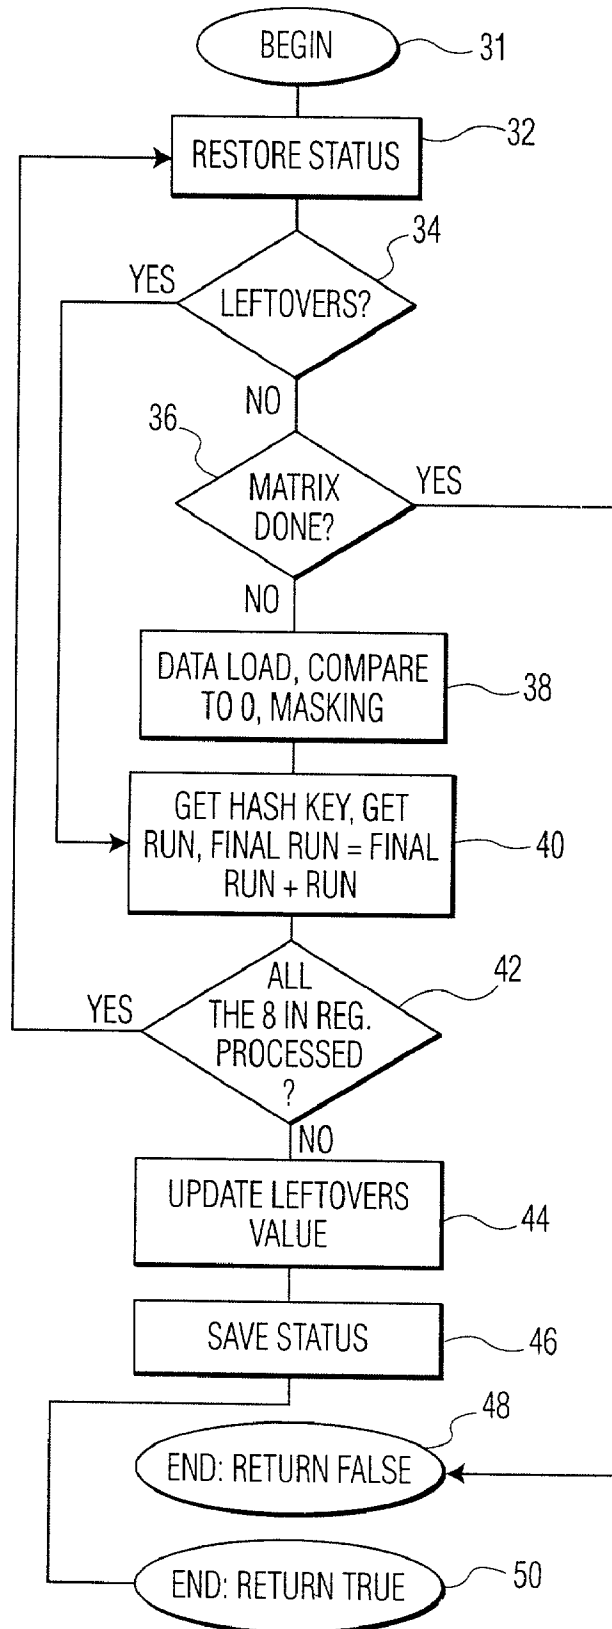 BEGIN
31
RESTORE STATUS
32
34
YES
LEFTOVERS?
NO
36
MATRIX
DONE?
YES
NO
DATA LOAD, COMPARE
TO 0, MASKING
38
GET HASH KEY, GET
RUN, FINAL RUN = FINAL
RUN + RUN
40
42
YES
ALL
THE 8 IN REG.
PROCESSED
?
NO
UPDATE LEFTOVERS
VALUE
44
SAVE STATUS
46
48
END: RETURN FALSE
END: RETURN TRUE
50